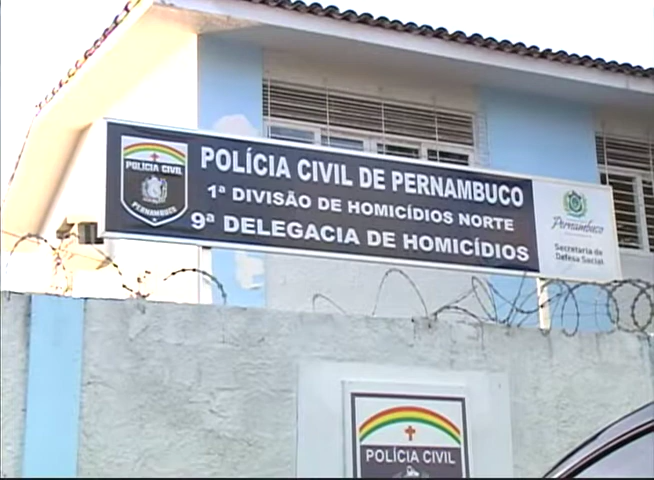 POLÍCIA CIVIL
PERNAMBUCO
POLÍCIA CIVIL DE PERNAMBUCO
1ª DIVISÃO DE HOMICÍDIOS NORTE
9ª DELEGACIA DE HOMICÍDIOS
Pernambuco
Secretaria de
Defesa Social
POLÍCIA CIVIL